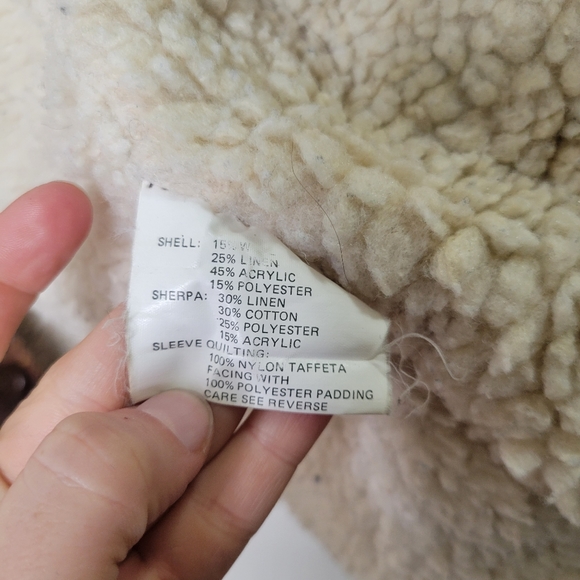 SHELL: 15%
25% LINEN
45% ACRYLIC
15% POLYESTER
SHERPA: 30% LINEN
30% COTTON
25% POLYESTER
15% ACRYLIC
SLEEVE QUILTING:
100% NYLON TAFFETA
FACING WITH
100% POLYESTER PADDING
CARE SEE REVERSE